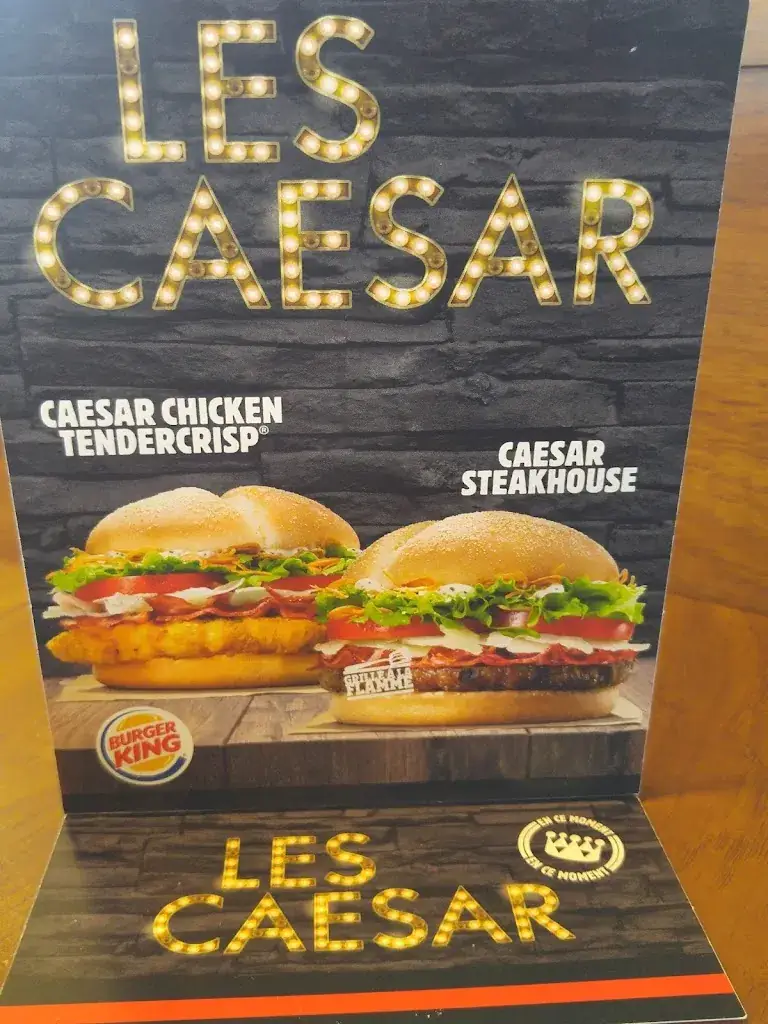 LES
CAESAR
CAESAR CHICKEN
TENDERCRISP®
CAESAR
STEAKHOUSE
GRILLÉ À LA
FLAMME
BURGER
KING
EN CE MOMENT
EN CE MOMENT
LES
CAESAR